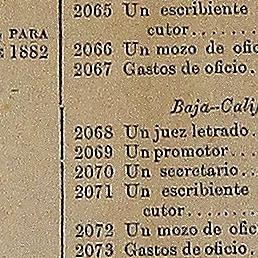 2065 Un escribiente
cutor........
PARA
1882
2066 Un mozo de ofic
2067 Gastos de oficio.
Baja--Calif
2068 Un juez letrado.
2069 Un promotor...
2070 Un secretario...
2071 Un escribiente
cutor........
2072 Un mozo de ofic
2073 Gastos de oficio.